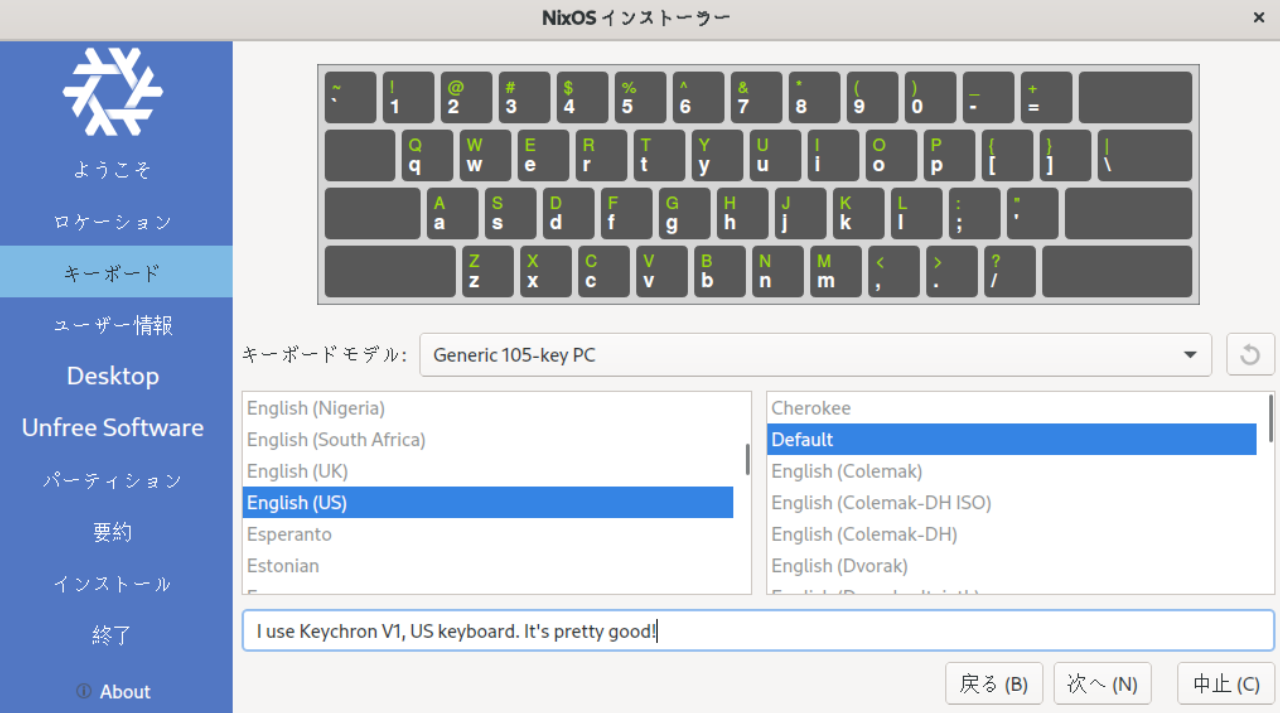 NixOS インストーラー ×
ようこそ
ロケーション
キーボード
ユーザー情報
Desktop
Unfree Software
パーティション
要約
インストール
終了
About
~ ! @ # $ % ^ & * ( ) _ +
` 1 2 3 4 5 6 7 8 9 0 - =
Q W E R T Y U I O P { } |
q w e r t y u i o p [ ] \
A S D F G H J K L : "
a s d f g h j k l ; '
Z X C V B N M < > ?
z x c v b n m , . /
キーボードモデル: Generic 105-key PC
English (Nigeria)
English (South Africa)
English (UK)
English (US)
Esperanto
Estonian
Cherokee
Default
English (Colemak)
English (Colemak-DH ISO)
English (Colemak-DH)
English (Dvorak)
I use Keychron V1, US keyboard. It's pretty good!
戻る (B) 次へ (N) 中止 (C)